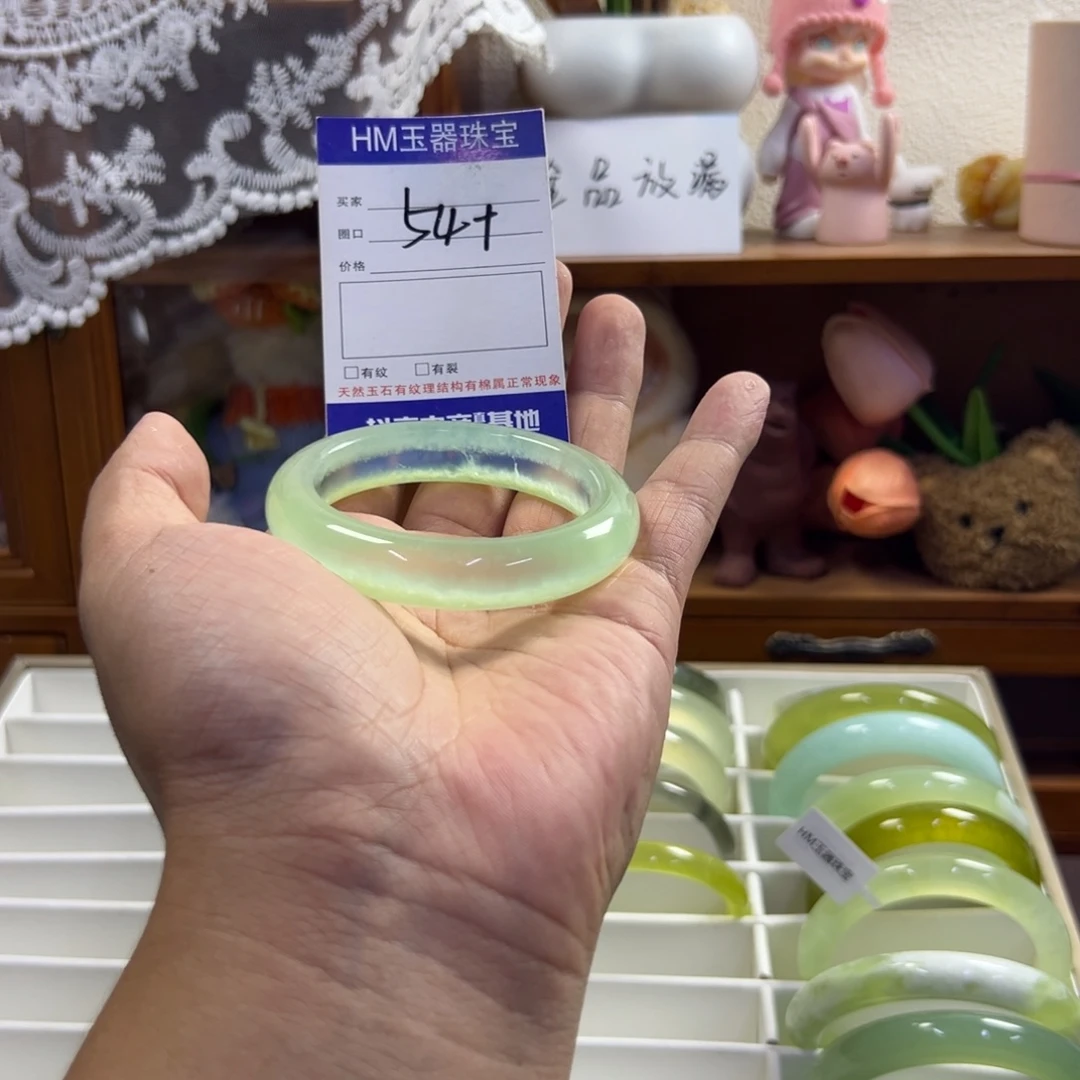 HM玉器珠宝
买家
圈口
54+
价格
有纹 有裂
天然玉石有纹理结构有棉属正常现象
基地
品放漏
HM玉器珠宝